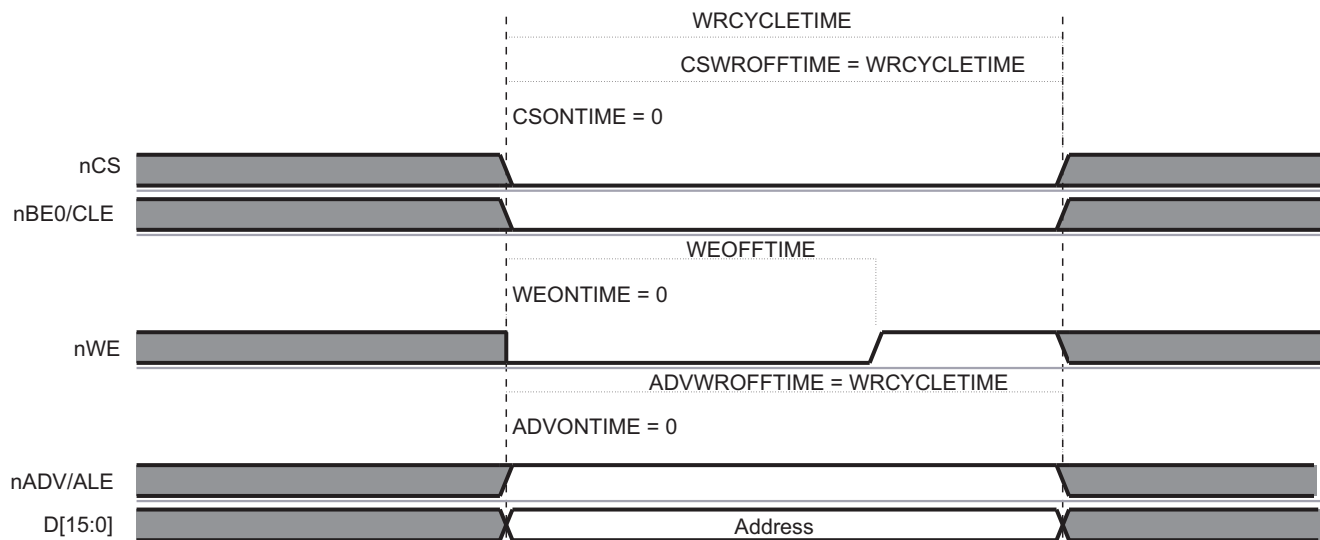 WRCYCLETIME
CSWROFFTIME = WRCYCLETIME
CSONTIME = 0
nCS
nBE0/CLE
WEOFFTIME
WEONTIME = 0
nWE
ADVWROFFTIME = WRCYCLETIME
ADVONTIME = 0
nADV/ALE
D[15:0]
Address